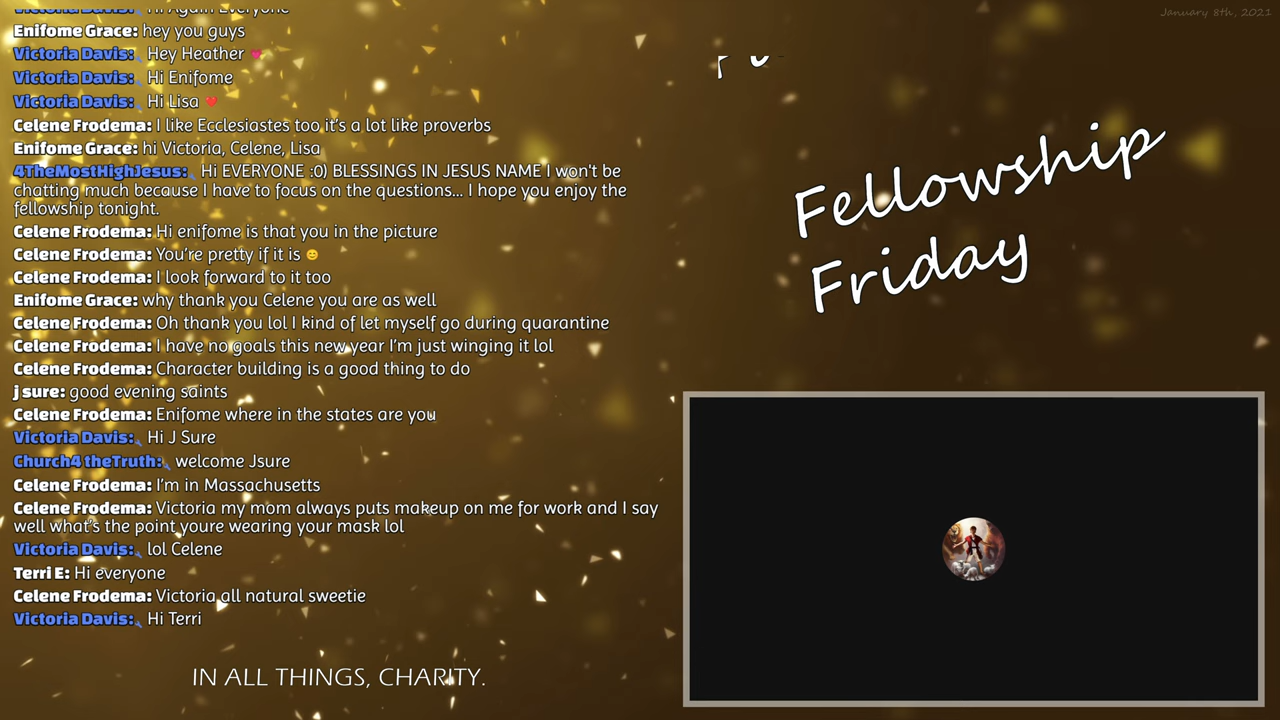 Victoria Davis: Hi Again Everyone
Enifome Grace: hey you guys
Victoria Davis: Hey Heather 💕
Victoria Davis: Hi Enifome
Victoria Davis: Hi Lisa ❤️
Celene Frodema: I like Ecclesiastes too it's a lot like proverbs
Enifome Grace: hi Victoria, Celene, Lisa
4TheMostHighJesus: Hi EVERYONE :0) BLESSINGS IN JESUS NAME I won't be
chatting much because I have to focus on the questions... I hope you enjoy the
fellowship tonight.
Celene Frodema: Hi enifome is that you in the picture
Celene Frodema: You're pretty if it is 😊
Celene Frodema: I look forward to it too
Enifome Grace: why thank you Celene you are as well
Celene Frodema: Oh thank you lol I kind of let myself go during quarantine
Celene Frodema: I have no goals this new year I'm just winging it lol
Celene Frodema: Character building is a good thing to do
j sure: good evening saints
Celene Frodema: Enifome where in the states are you
Victoria Davis: Hi J Sure
Church4 theTruth: welcome Jsure
Celene Frodema: I'm in Massachusetts
Celene Frodema: Victoria my mom always puts makeup on me for work and I say
well what's the point youre wearing your mask lol
Victoria Davis: lol Celene
Terri E: Hi everyone
Celene Frodema: Victoria all natural sweetie
Victoria Davis: Hi Terri
IN ALL THINGS, CHARITY.
January 8th, 2021
Fellowship
Friday